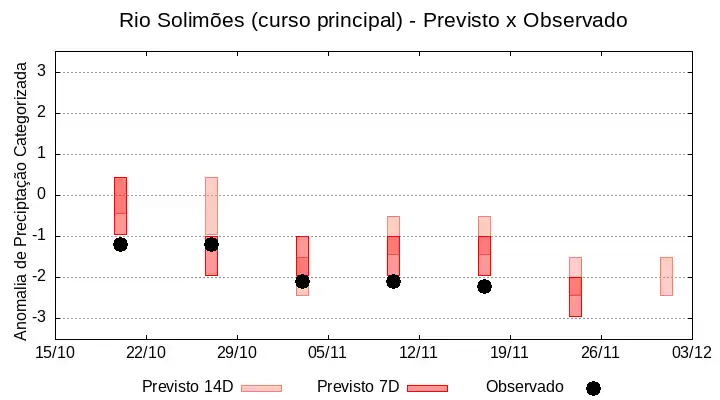 Rio Solimões (curso principal) - Previsto x Observado
Anomalia de Preciptação Categorizada
3
2
1
0
-1
-2
-3
15/10 22/10 29/10 05/11 12/11 19/11 26/11 03/12
Previsto 14D Previsto 7D Observado